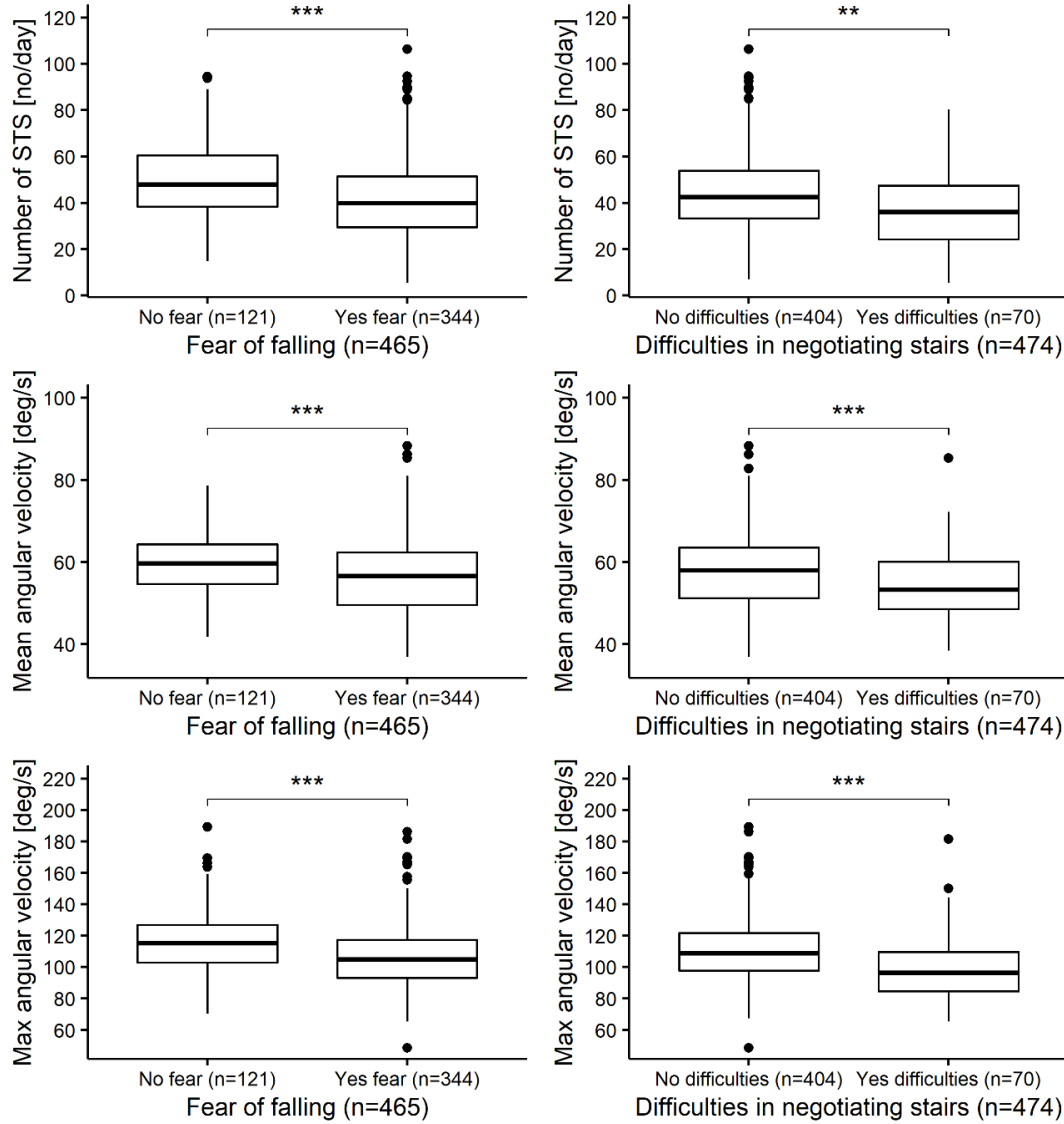 Number of STS [no/day]
120
100
80
60
40
20
0
***
No fear (n=121) Yes fear (n=344)
Fear of falling (n=465)
Number of STS [no/day]
120
100
80
60
40
20
0
**
No difficulties (n=404) Yes difficulties (n=70)
Difficulties in negotiating stairs (n=474)
Mean angular velocity [deg/s]
100
80
60
40
***
No fear (n=121) Yes fear (n=344)
Fear of falling (n=465)
Mean angular velocity [deg/s]
100
80
60
40
***
No difficulties (n=404) Yes difficulties (n=70)
Difficulties in negotiating stairs (n=474)
Max angular velocity [deg/s]
220
200
180
160
140
120
100
80
60
***
No fear (n=121) Yes fear (n=344)
Fear of falling (n=465)
Max angular velocity [deg/s]
220
200
180
160
140
120
100
80
60
***
No difficulties (n=404) Yes difficulties (n=70)
Difficulties in negotiating stairs (n=474)